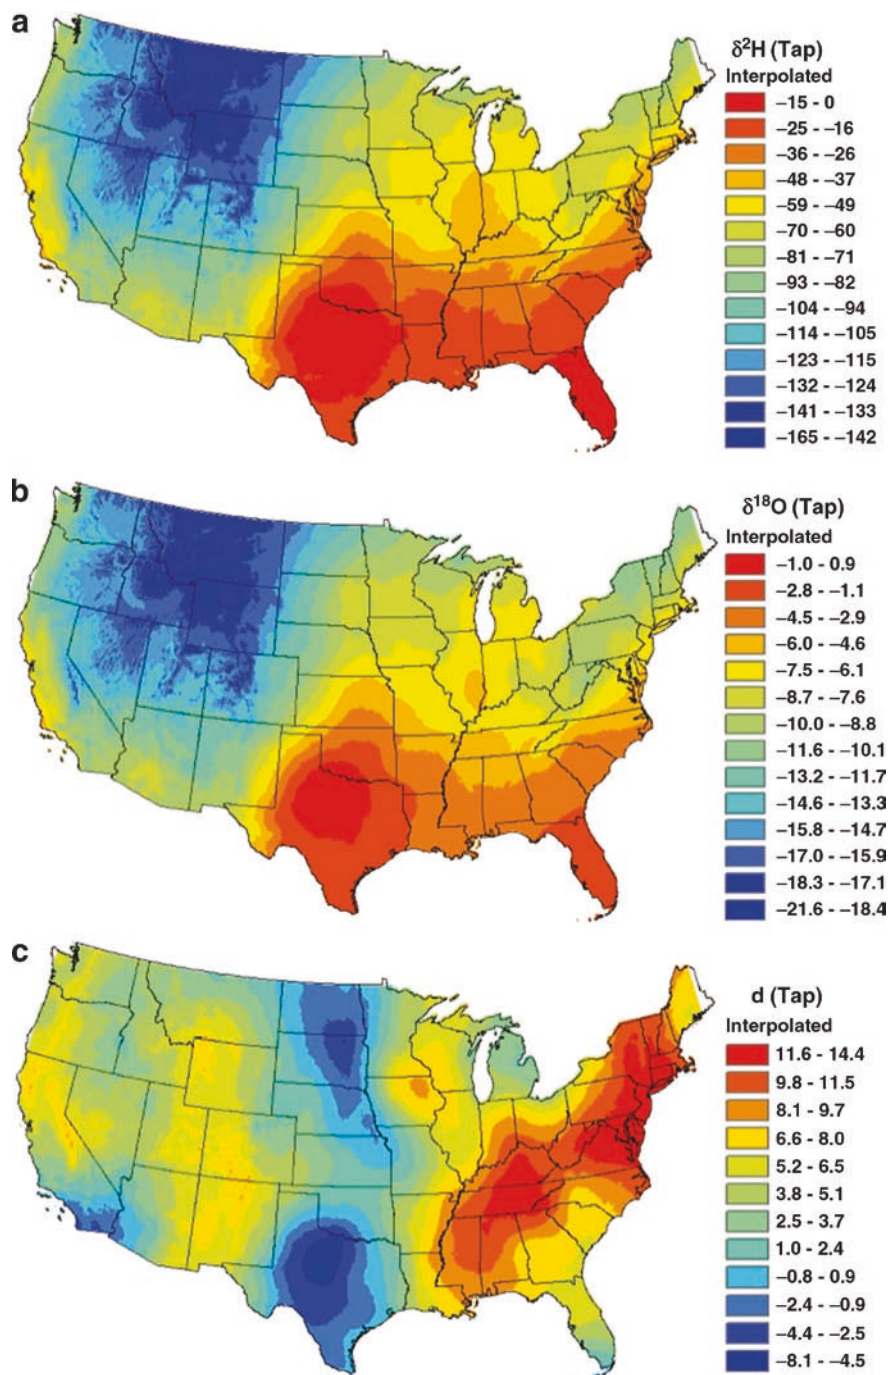 a
δ²H (Tap)
Interpolated
–15 - 0
–25 - –16
–36 - –26
–48 - –37
–59 - –49
–70 - –60
–81 - –71
–93 - –82
–104 - –94
–114 - –105
–123 - –115
–132 - –124
–141 - –133
–165 - –142
b
δ¹⁸O (Tap)
Interpolated
–1.0 - 0.9
–2.8 - –1.1
–4.5 - –2.9
–6.0 - –4.6
–7.5 - –6.1
–8.7 - –7.6
–10.0 - –8.8
–11.6 - –10.1
–13.2 - –11.7
–14.6 - –13.3
–15.8 - –14.7
–17.0 - –15.9
–18.3 - –17.1
–21.6 - –18.4
c
d (Tap)
Interpolated
11.6 - 14.4
9.8 - 11.5
8.1 - 9.7
6.6 - 8.0
5.2 - 6.5
3.8 - 5.1
2.5 - 3.7
1.0 - 2.4
–0.8 - 0.9
–2.4 - –0.9
–4.4 - –2.5
–8.1 - –4.5